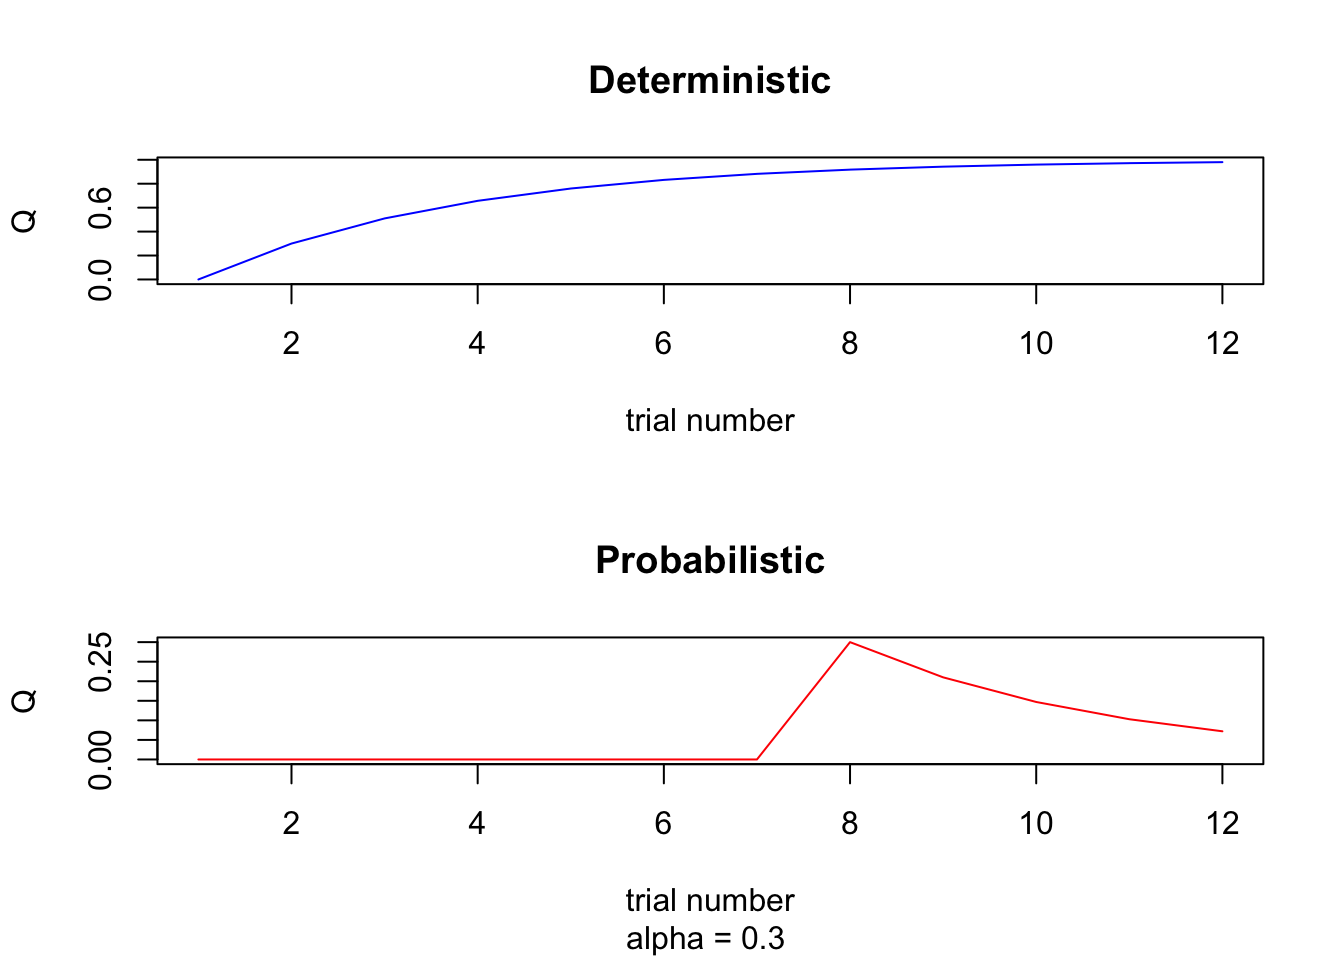 Deterministic
Q
0.6
0.0
2 4 6 8 10 12
trial number
Probabilistic
Q
0.25
0.00
2 4 6 8 10 12
trial number
alpha = 0.3